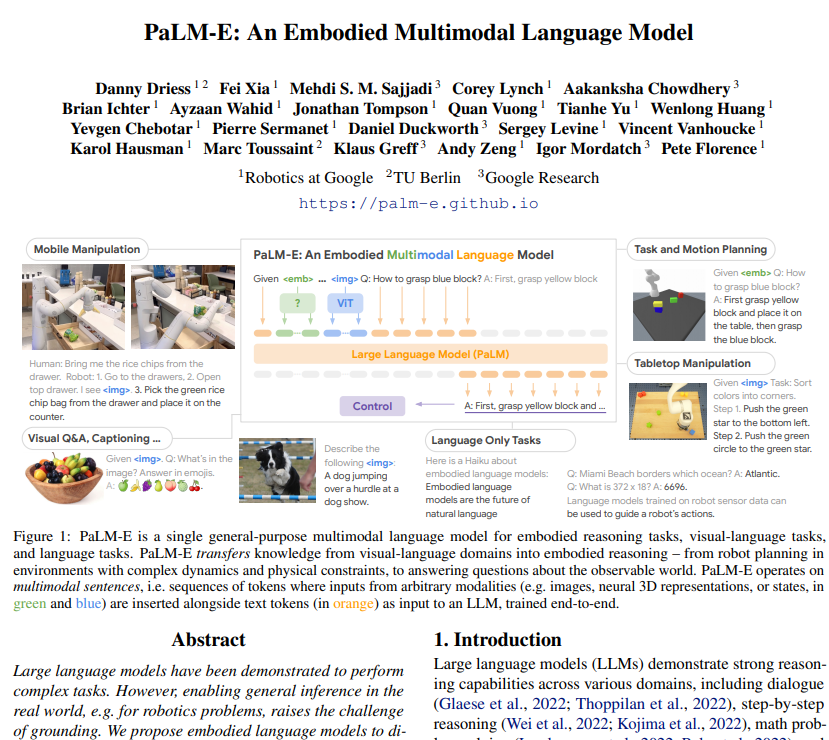 PaLM-E: An Embodied Multimodal Language Model
Danny Driess 1 2 Fei Xia 1 Mehdi S. M. Sajjadi 3 Corey Lynch 1 Aakanksha Chowdhery 3
Brian Ichter 1 Ayzaan Wahid 1 Jonathan Tompson 1 Quan Vuong 1 Tianhe Yu 1 Wenlong Huang 1
Yevgen Chebotar 1 Pierre Sermanet 1 Daniel Duckworth 3 Sergey Levine 1 Vincent Vanhoucke 1
Karol Hausman 1 Marc Toussaint 2 Klaus Greff 3 Andy Zeng 1 Igor Mordatch 3 Pete Florence 1
1Robotics at Google 2TU Berlin 3Google Research
https://palm-e.github.io
Mobile Manipulation
Human: Bring me the rice chips from the
drawer. Robot: 1. Go to the drawers, 2. Open
top drawer. I see <img>. 3. Pick the green rice
chip bag from the drawer and place it on the
counter.
Visual Q&A, Captioning ...
Given <img>. Q: What's in the
image? Answer in emojis.
A: 🍏🍌🍇🍐🍑🍈🍒.
PaLM-E: An Embodied Multimodal Language Model
Given <emb> ... <img> Q: How to grasp blue block? A: First, grasp yellow block
? ViT
Large Language Model (PaLM)
Control
A: First, grasp yellow block and ...
Describe the
following <img>:
A dog jumping
over a hurdle at a
dog show.
Language Only Tasks
Here is a Haiku about
embodied language models:
Embodied language
models are the future of
natural language
Q: Miami Beach borders which ocean? A: Atlantic.
Q: What is 372 x 18? A: 6696.
Language models trained on robot sensor data can
be used to guide a robot's actions.
Task and Motion Planning
Given <emb> Q: How
to grasp blue block?
A: First grasp yellow
block and place it on
the table, then grasp
the blue block.
Tabletop Manipulation
Given <img> Task: Sort
colors into corners.
Step 1. Push the green
star to the bottom left.
Step 2. Push the green
circle to the green star.
Figure 1: PaLM-E is a single general-purpose multimodal language model for embodied reasoning tasks, visual-language tasks,
and language tasks. PaLM-E transfers knowledge from visual-language domains into embodied reasoning – from robot planning in
environments with complex dynamics and physical constraints, to answering questions about the observable world. PaLM-E operates on
multimodal sentences, i.e. sequences of tokens where inputs from arbitrary modalities (e.g. images, neural 3D representations, or states, in
green and blue) are inserted alongside text tokens (in orange) as input to an LLM, trained end-to-end.
Abstract
Large language models have been demonstrated to perform
complex tasks. However, enabling general inference in the
real world, e.g. for robotics problems, raises the challenge
of grounding. We propose embodied language models to di-
1. Introduction
Large language models (LLMs) demonstrate strong reason-
ing capabilities across various domains, including dialogue
(Glaese et al., 2022; Thoppilan et al., 2022), step-by-step
reasoning (Wei et al., 2022; Kojima et al., 2022), math prob-